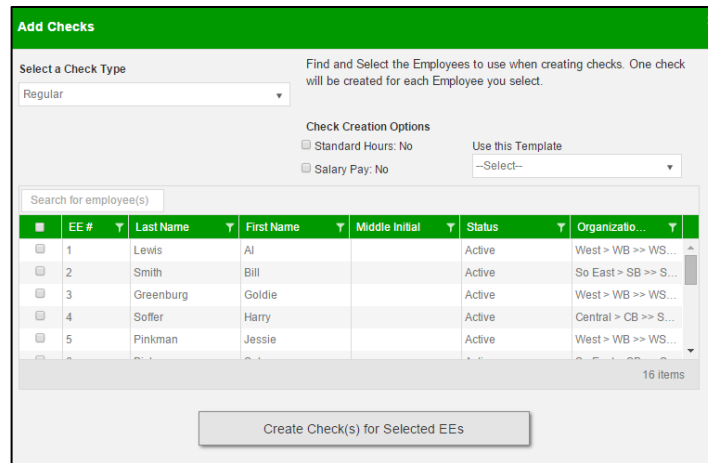 Add Checks
Select a Check Type
Regular
Find and Select the Employees to use when creating checks. One check
will be created for each Employee you select.
Check Creation Options
Standard Hours: No
Use this Template
Salary Pay: No
--Select--
Search for employee(s)
EE # Last Name First Name Middle Initial Status Organizatio...
1 Lewis Al Active West > WB >> WS...
2 Smith Bill Active So East > SB >> S...
3 Greenburg Goldie Active West > WB >> WS...
4 Soffer Harry Active Central > CB >> S...
5 Pinkman Jessie Active West > WB >> WS...
16 items
Create Check(s) for Selected EEs